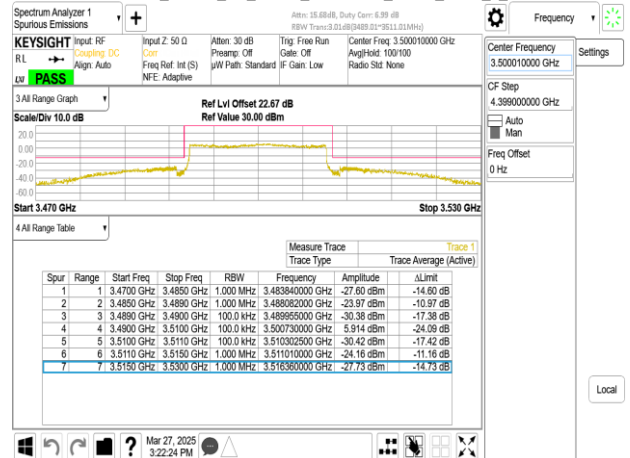 Spectrum Analyzer 1
Spurious Emissions
Attn: 15.68dB, Duty Corr: 6.99 dB
RBW Trans:3.01dB(3489.01~3511.01MHz)
Frequency
KEYSIGHT Input: RF Input Z: 50 Ω Atten: 30 dB Trig: Free Run Center Freq: 3.500010000 GHz
R L Coupling: DC Corr Preamp: Off Gate: Off Avg|Hold: 100/100
Align: Auto Freq Ref: Int (S) µW Path: Standard IF Gain: Low Radio Std: None
LXI PASS NFE: Adaptive
Center Frequency
3.500010000 GHz
Settings
CF Step
4.399000000 GHz
Auto
Man
Freq Offset
0 Hz
3 All Range Graph
Ref Lvl Offset 22.67 dB
Scale/Div 10.0 dB Ref Value 30.00 dBm
20.0
0.00
-20.0
-40.0
-60.0
Start 3.470 GHz Stop 3.530 GHz
4 All Range Table
Measure Trace Trace 1
Trace Type Trace Average (Active)
Spur Range Start Freq Stop Freq RBW Frequency Amplitude ΔLimit
1 1 3.4700 GHz 3.4850 GHz 1.000 MHz 3.483840000 GHz -27.60 dBm -14.60 dB
2 2 3.4850 GHz 3.4890 GHz 1.000 MHz 3.488082000 GHz -23.97 dBm -10.97 dB
3 3 3.4890 GHz 3.4900 GHz 100.0 kHz 3.489955000 GHz -30.38 dBm -17.38 dB
4 4 3.4900 GHz 3.5100 GHz 100.0 kHz 3.500730000 GHz 5.914 dBm -24.09 dB
5 5 3.5100 GHz 3.5110 GHz 100.0 kHz 3.510302500 GHz -30.42 dBm -17.42 dB
6 6 3.5110 GHz 3.5150 GHz 1.000 MHz 3.511010000 GHz -24.16 dBm -11.16 dB
7 7 3.5150 GHz 3.5300 GHz 1.000 MHz 3.516360000 GHz -27.73 dBm -14.73 dB
Local
Mar 27, 2025
3:22:24 PM